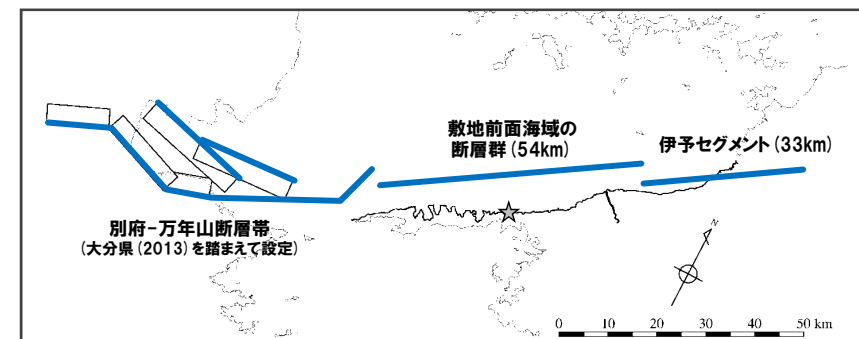 敷地前面海域の
断層群(54km)
伊予セグメント(33km)
別府−万年山断層帯
(大分県(2013)を踏まえて設定)
N
0 10 20 30 40 50 km